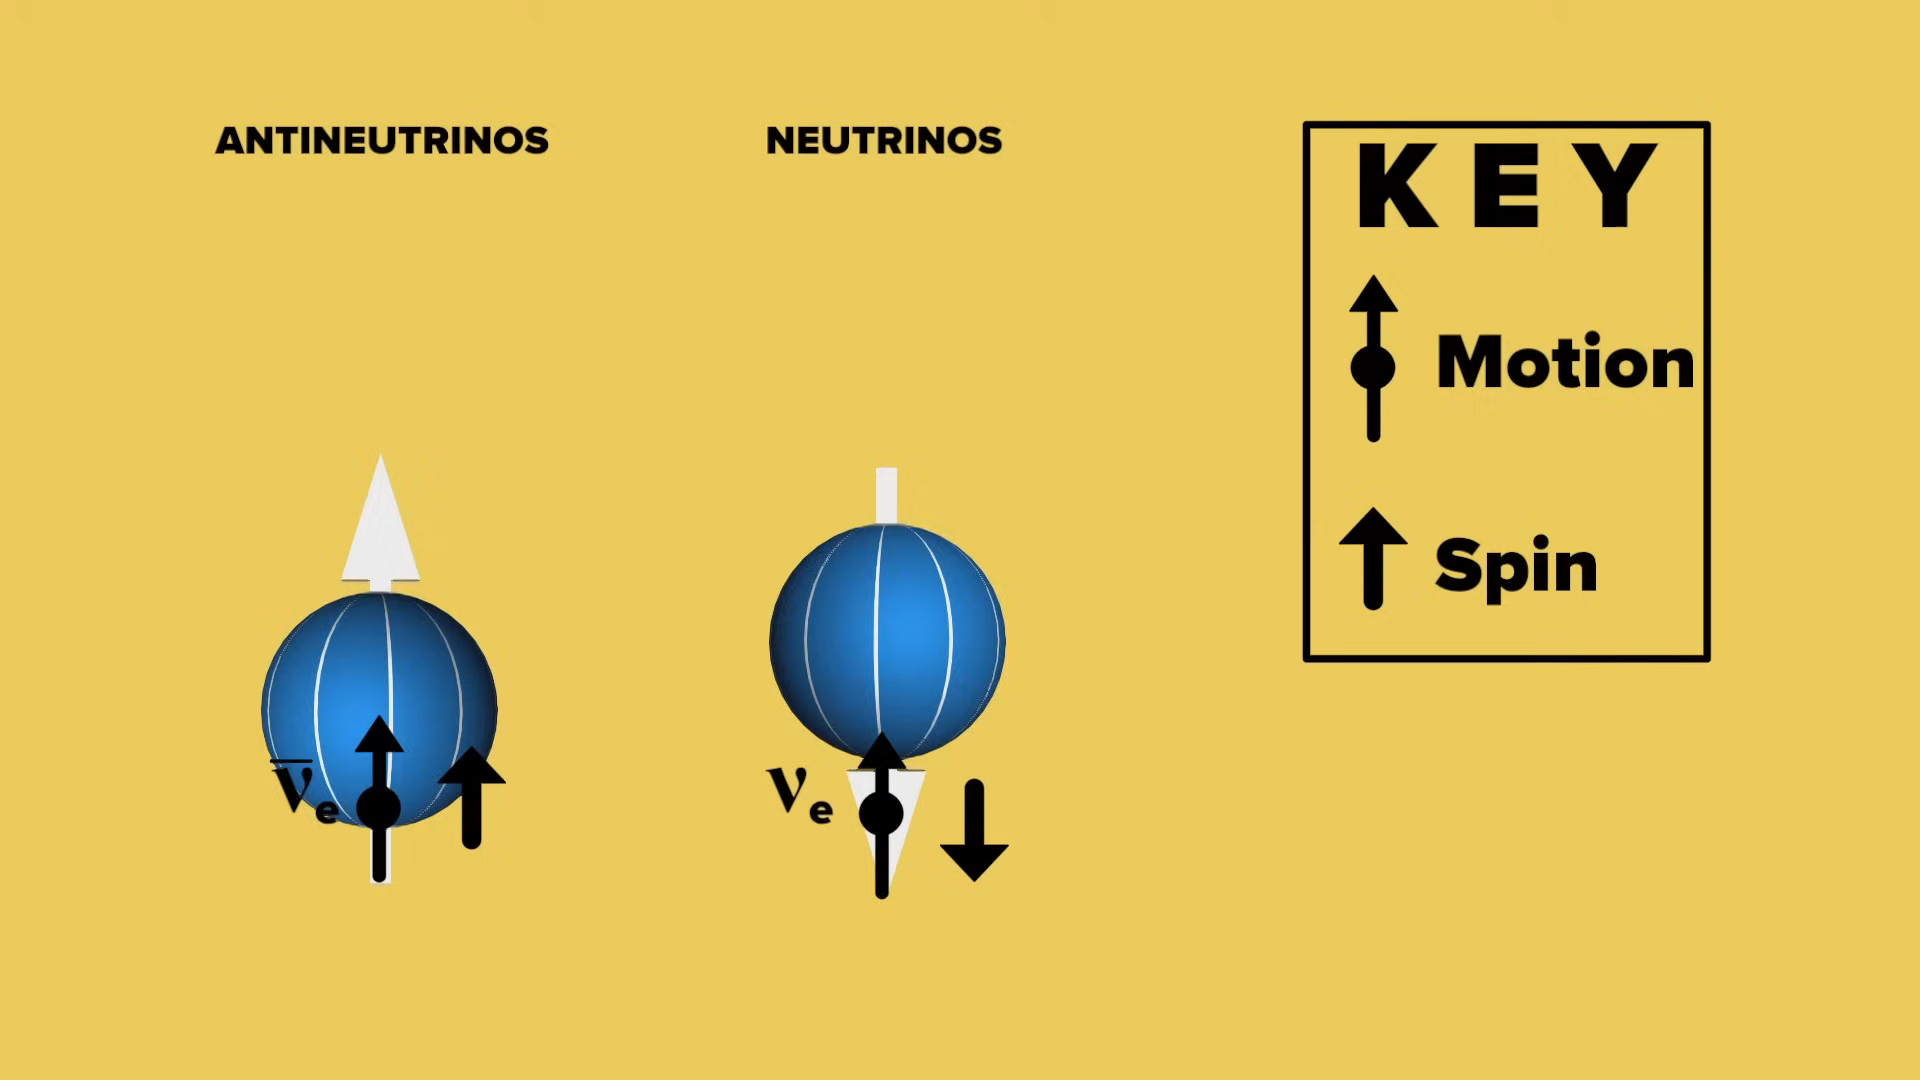 ANTINEUTRINOS
NEUTRINOS
KEY
Motion
Spin
ν̅e
νe